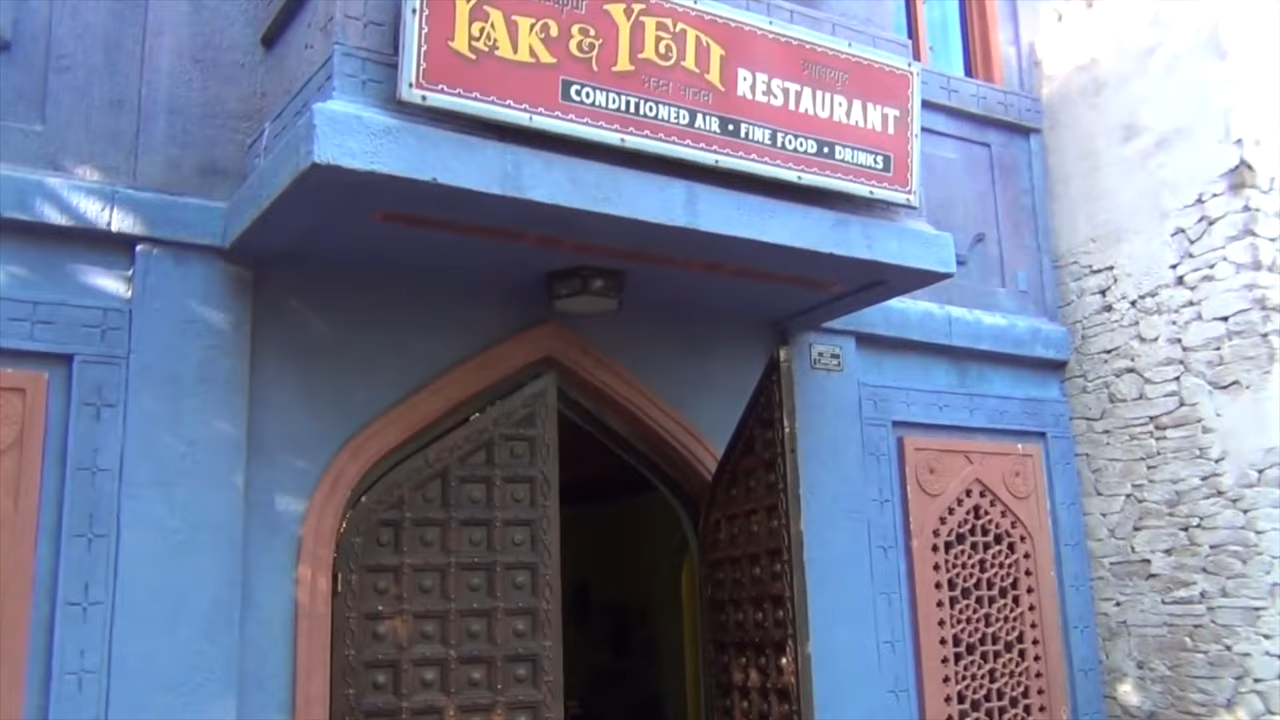 YAK & YETI
RESTAURANT
CONDITIONED AIR • FINE FOOD • DRINKS